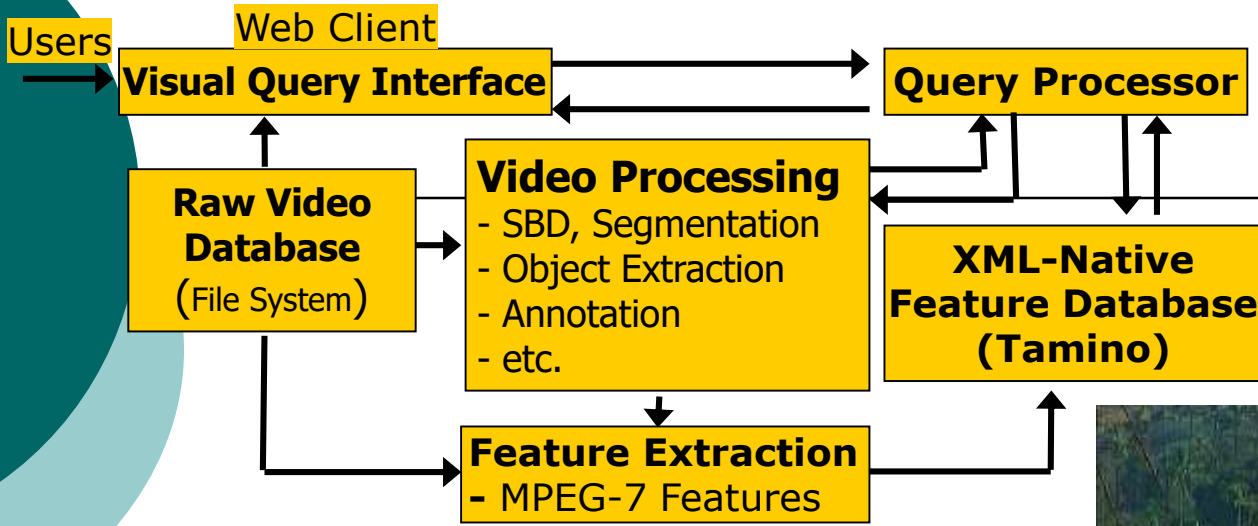 Users
Web Client
Visual Query Interface
Query Processor
Raw Video
Database
(File System)
Video Processing
- SBD, Segmentation
- Object Extraction
- Annotation
- etc.
XML-Native
Feature Database
(Tamino)
Feature Extraction
- MPEG-7 Features